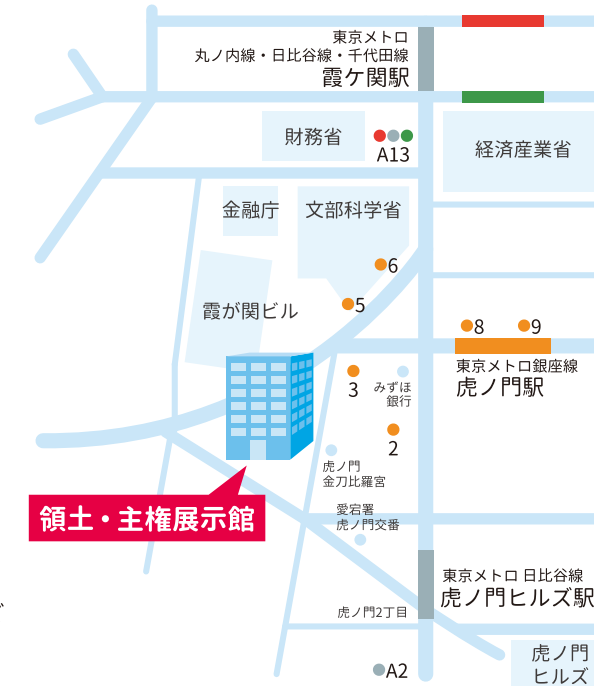 東京メトロ
丸ノ内線・日比谷線・千代田線
霞ケ関駅
財務省
A13
経済産業省
金融庁
文部科学省
6
5
霞が関ビル
8
9
東京メトロ銀座線
虎ノ門駅
3
みずほ
銀行
2
虎ノ門
金刀比羅宮
領土・主権展示館
愛宕署
虎ノ門交番
東京メトロ 日比谷線
虎ノ門ヒルズ駅
虎ノ門2丁目
虎ノ門
ヒルズ
A2